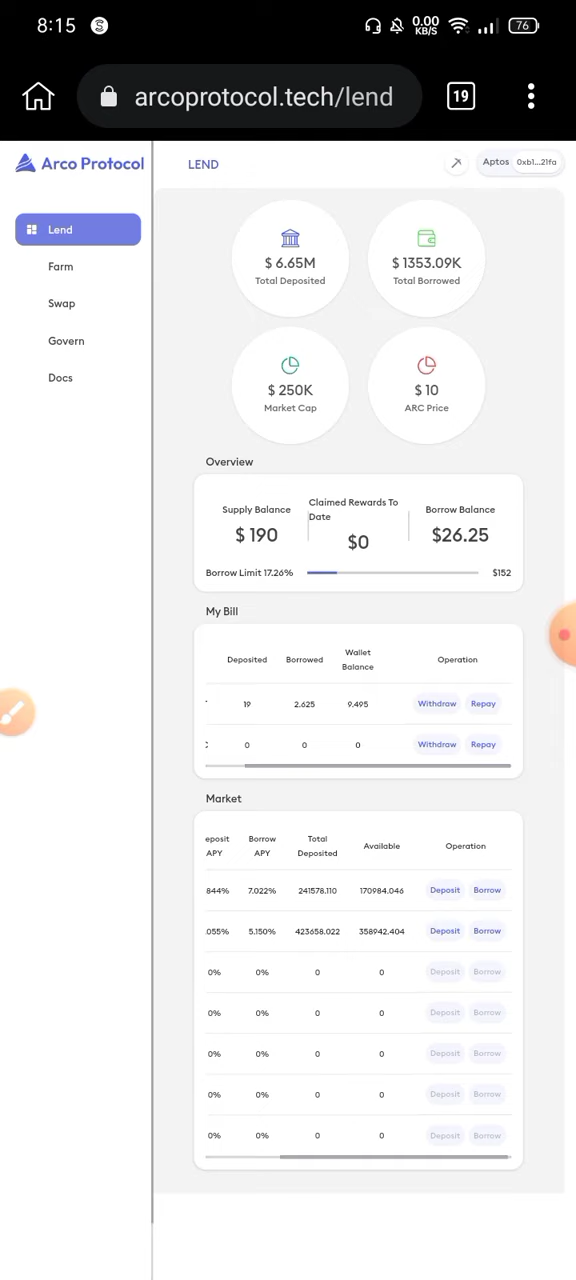 8:15
0.00
KB/S
76
arcoprotocol.tech/lend
19
Arco Protocol
LEND
Aptos
0xb1...21fa
Lend
Farm
Swap
Govern
Docs
$ 6.65M
Total Deposited
$ 1353.09K
Total Borrowed
$ 250K
Market Cap
$ 10
ARC Price
Overview
Supply Balance
$ 190
Claimed Rewards To
Date
$0
Borrow Balance
$26.25
Borrow Limit 17.26%
$152
My Bill
Deposited Borrowed Wallet
Balance Operation
19 2.625 9.495 Withdraw Repay
0 0 0 Withdraw Repay
Market
eposit
APY
Borrow
APY
Total
Deposited
Available
Operation
844% 7.022% 241578.110 170984.046 Deposit Borrow
.055% 5.150% 423658.022 358942.404 Deposit Borrow
0% 0% 0 0 Deposit Borrow
0% 0% 0 0 Deposit Borrow
0% 0% 0 0 Deposit Borrow
0% 0% 0 0 Deposit Borrow
0% 0% 0 0 Deposit Borrow